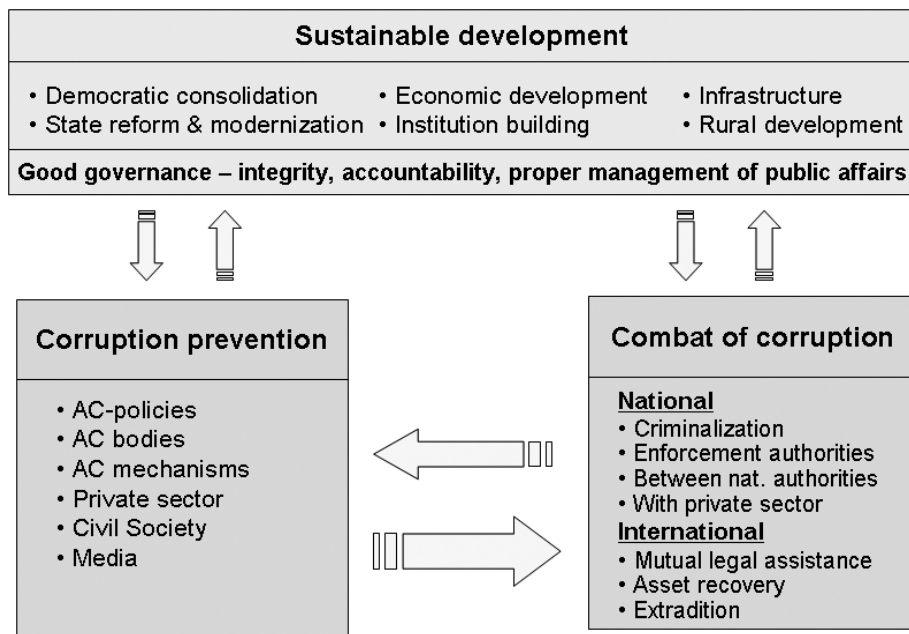 Sustainable development
• Democratic consolidation • Economic development • Infrastructure
• State reform & modernization • Institution building • Rural development
Good governance – integrity, accountability, proper management of public affairs
Corruption prevention
• AC-policies
• AC bodies
• AC mechanisms
• Private sector
• Civil Society
• Media
Combat of corruption
National
• Criminalization
• Enforcement authorities
• Between nat. authorities
• With private sector
International
• Mutual legal assistance
• Asset recovery
• Extradition